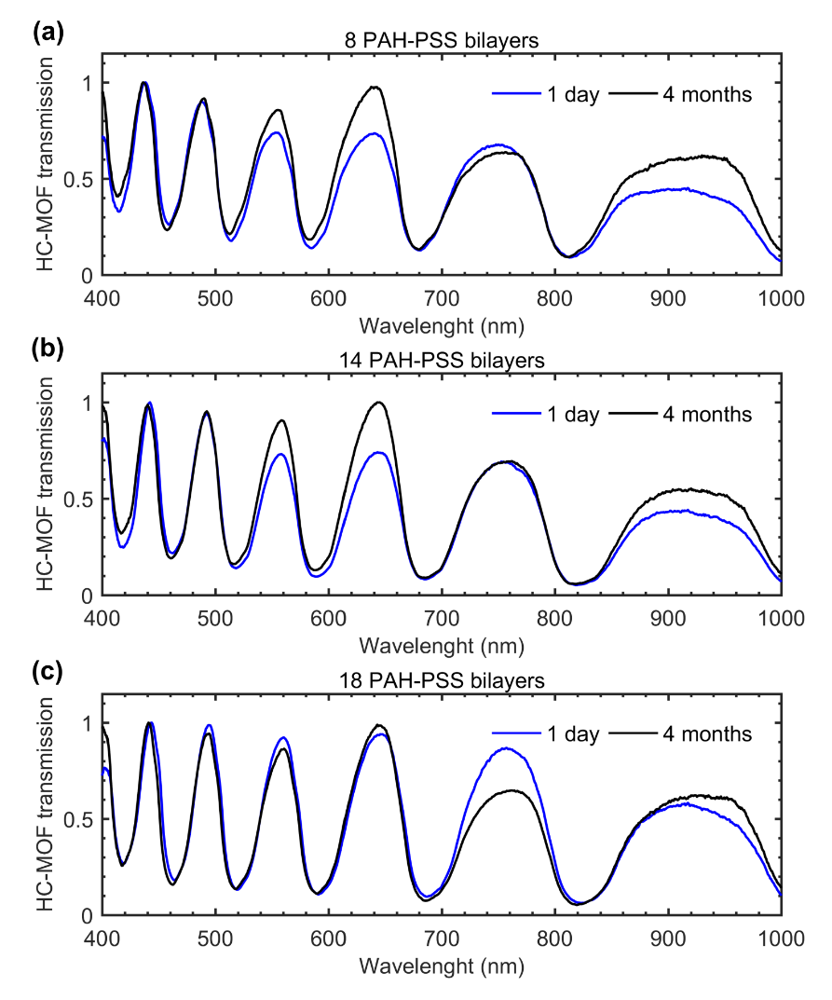 (a)
8 PAH-PSS bilayers
HC-MOF transmission
1
0.5
0
1 day
4 months
400 500 600 700 800 900 1000
Wavelenght (nm)
(b)
14 PAH-PSS bilayers
HC-MOF transmission
1
0.5
0
1 day
4 months
400 500 600 700 800 900 1000
Wavelenght (nm)
(c)
18 PAH-PSS bilayers
HC-MOF transmission
1
0.5
0
1 day
4 months
400 500 600 700 800 900 1000
Wavelenght (nm)